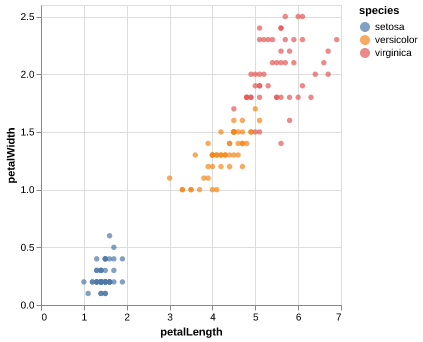 species
setosa
versicolor
virginica
petalWidth
2.5
2.0
1.5
1.0
0.5
0.0
0 1 2 3 4 5 6 7
petalLength